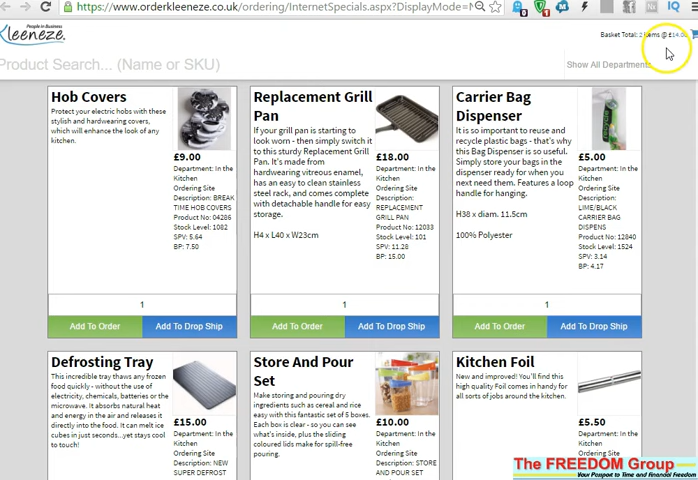 https://www.orderkleeneze.co.uk/ordering/InternetSpecials.aspx?DisplayMode=
People in Business
Kleeneze.
Basket Total: 2 Items @ £14.00
Product Search... (Name or SKU)
Show All Departments
Hob Covers
Protect your electric hobs with these
stylish and hardwearing covers,
which will enhance the look of any
kitchen.
£9.00
Department: In the
Kitchen
Ordering Site
Description: BREAK
TIME HOB COVERS
Product No: 04286
Stock Level: 1082
SPV: 5.64
BP: 7.50
1
Add To Order
Add To Drop Ship
Replacement Grill
Pan
If your grill pan is starting to
look worn - then simply switch it
to this sturdy Replacement Grill
Pan. It's made from
hardwearing vitreous enamel,
has an easy to clean stainless
steel rack, and comes complete
with detachable handle for easy
storage.
H4 x L40 x W23cm
£18.00
Department: In the
Kitchen
Ordering Site
Description:
REPLACEMENT
GRILL PAN
Product No: 12033
Stock Level: 101
SPV: 11.28
BP: 15.00
1
Add To Order
Add To Drop Ship
Carrier Bag
Dispenser
It is so important to reuse and
recycle plastic bags - that's why
this Bag Dispenser is so useful.
Simply store your bags in the
dispenser ready for when you
next need them. Features a loop
handle for hanging.
H38 x diam. 11.5cm
100% Polyester
£5.00
Department: In the
Kitchen
Ordering Site
Description:
LIME/BLACK
CARRIER BAG
DISPENS
Product No: 12840
Stock Level: 1524
SPV: 3.14
BP: 4.17
1
Add To Order
Add To Drop Ship
Defrosting Tray
This incredible tray thaws any frozen
food quickly - without the use of
electricity, chemicals, batteries or the
microwave. It absorbs natural heat
and energy in the air and releases it
directly into the food. It can melt ice
cubes in just seconds...yet stays cool
to touch!
£15.00
Department: In the
Kitchen
Ordering Site
Description: NEW
SUPER DEFROST
Store And Pour
Set
Make storing and pouring dry
ingredients such as cereal and rice
easy with this fantastic set of 5 boxes.
Each box is clear - so you can see
what's inside, plus the sliding
coloured lids make for spill-free
pouring.
£10.00
Department: In the
Kitchen
Ordering Site
Description:
STORE AND POUR
Kitchen Foil
New and improved! You'll find this
high quality Foil comes in handy for
all sorts of jobs around the kitchen.
£5.50
Department: In the
Kitchen
The FREEDOM Group
Your Passport to Time and Financial Freedom